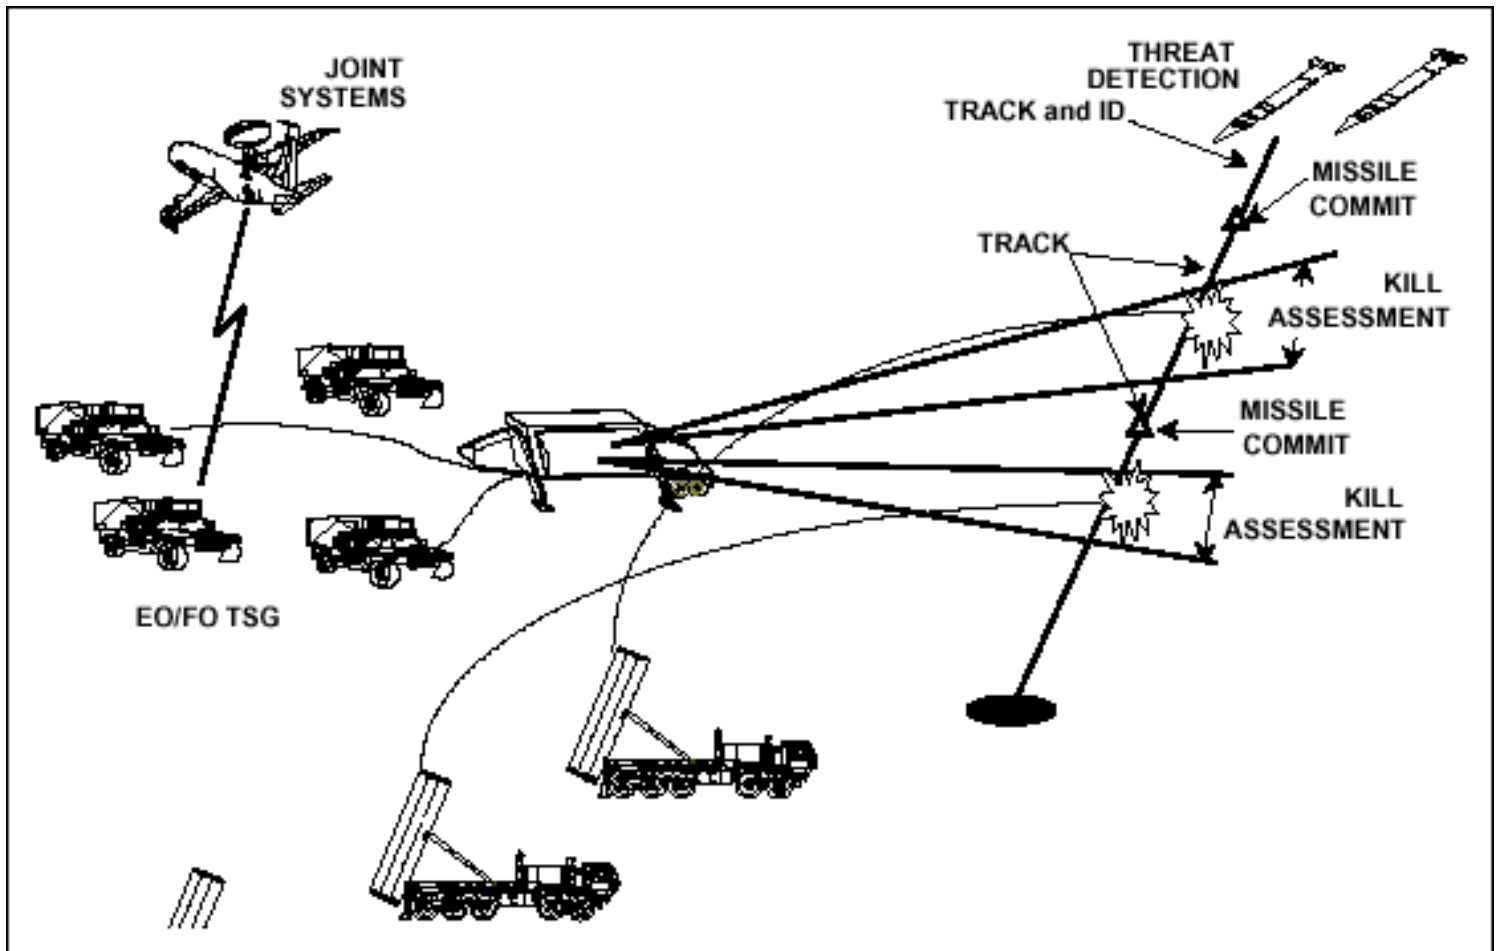 JOINT
SYSTEMS
THREAT
DETECTION
TRACK and ID
MISSILE
COMMIT
TRACK
KILL
ASSESSMENT
MISSILE
COMMIT
KILL
ASSESSMENT
EO/FO TSG